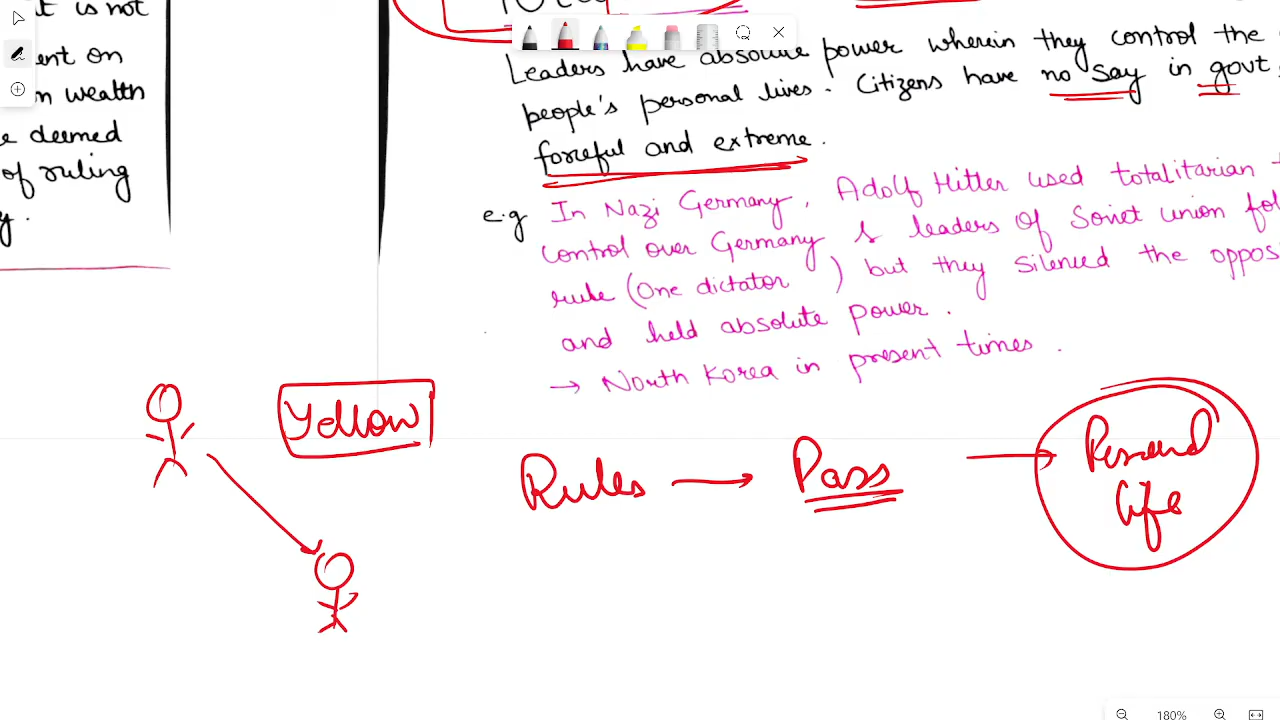 t is not
ent on
n wealth
e deemed
of ruling
y.
Leaders have absolute power wherein they control the
people's personal lives. Citizens have no say in govt.
forceful and extreme.
e.g In Nazi Germany, Adolf Hitler used totalitarian
control over Germany & leaders of Soviet union fol
rule (One dictator ) but they silenced the oppos
and held absolute power.
→ North Korea in present times.
Yellow
Rules → Pass → Personal
life
180%